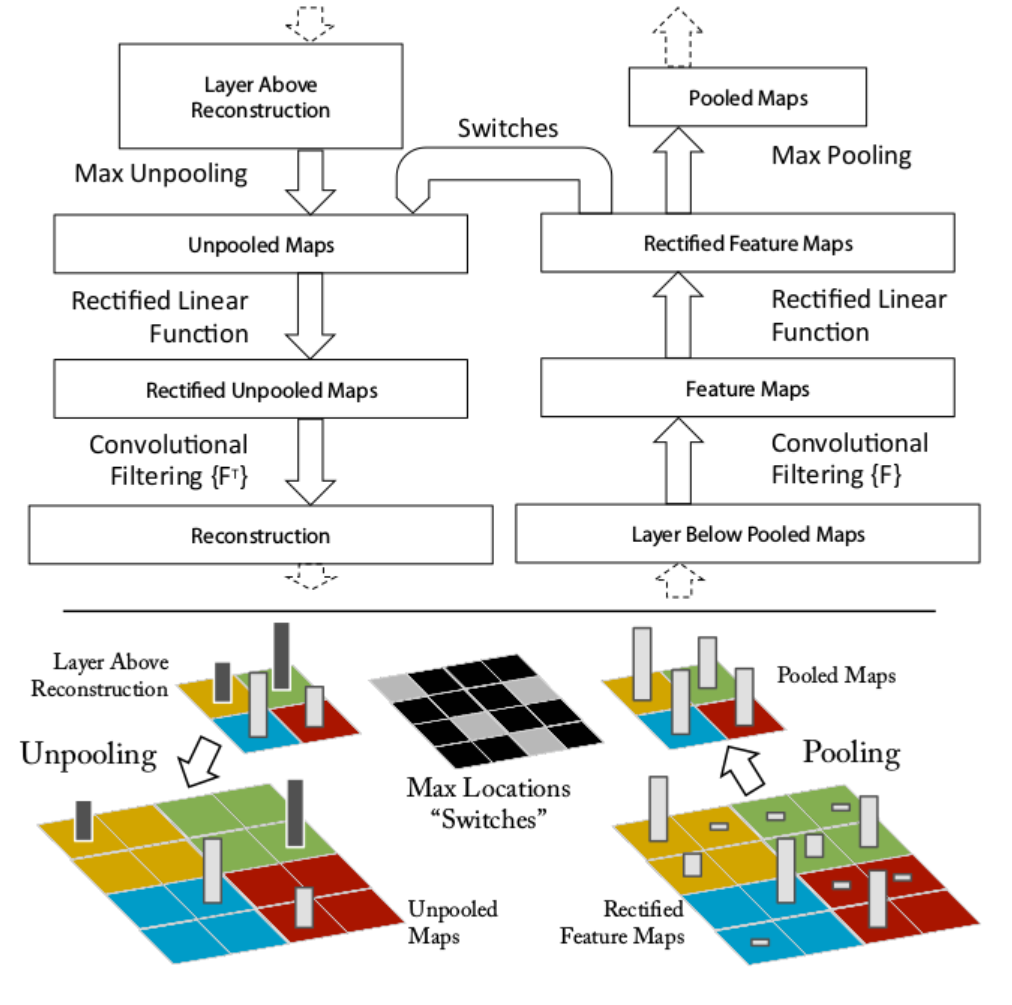 Layer Above
Reconstruction
Max Unpooling
Unpooled Maps
Rectified Linear
Function
Rectified Unpooled Maps
Convolutional
Filtering {Fᵀ}
Reconstruction
Switches
Pooled Maps
Max Pooling
Rectified Feature Maps
Rectified Linear
Function
Feature Maps
Convolutional
Filtering {F}
Layer Below Pooled Maps
Layer Above
Reconstruction
Unpooling
Unpooled
Maps
Max Locations
“Switches”
Pooled Maps
Pooling
Rectified
Feature Maps